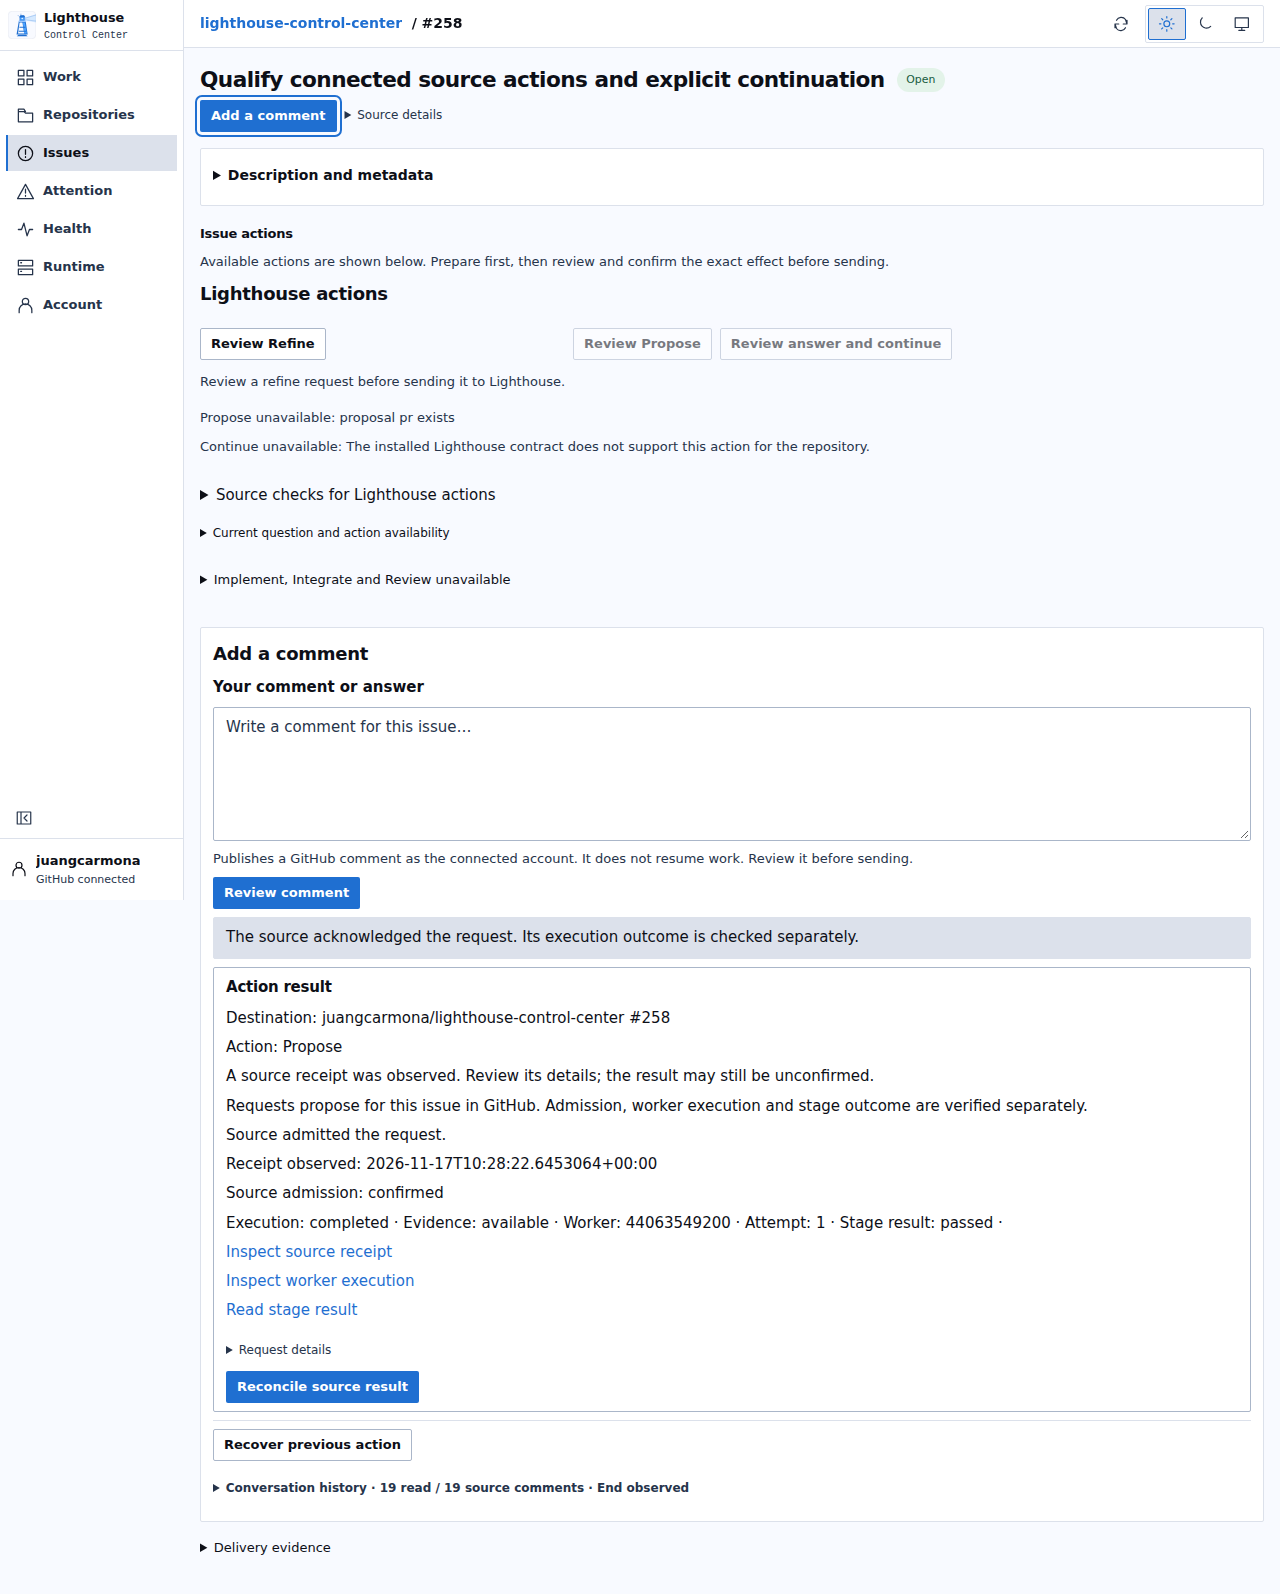 Lighthouse
Control Center
Work
Repositories
Issues
Attention
Health
Runtime
Account
juangcarmona
GitHub connected
lighthouse-control-center / #258
Qualify connected source actions and explicit continuation Open
Add a comment Source details
Description and metadata
Issue actions
Available actions are shown below. Prepare first, then review and confirm the exact effect before sending.
Lighthouse actions
Review Refine Review Propose Review answer and continue
Review a refine request before sending it to Lighthouse.
Propose unavailable: proposal pr exists
Continue unavailable: The installed Lighthouse contract does not support this action for the repository.
Source checks for Lighthouse actions
Current question and action availability
Implement, Integrate and Review unavailable
Add a comment
Your comment or answer
Write a comment for this issue...
Publishes a GitHub comment as the connected account. It does not resume work. Review it before sending.
Review comment
The source acknowledged the request. Its execution outcome is checked separately.
Action result
Destination: juangcarmona/lighthouse-control-center #258
Action: Propose
A source receipt was observed. Review its details; the result may still be unconfirmed.
Requests propose for this issue in GitHub. Admission, worker execution and stage outcome are verified separately.
Source admitted the request.
Receipt observed: 2026-11-17T10:28:22.6453064+00:00
Source admission: confirmed
Execution: completed · Evidence: available · Worker: 44063549200 · Attempt: 1 · Stage result: passed ·
Inspect source receipt
Inspect worker execution
Read stage result
Request details
Reconcile source result
Recover previous action
Conversation history · 19 read / 19 source comments · End observed
Delivery evidence